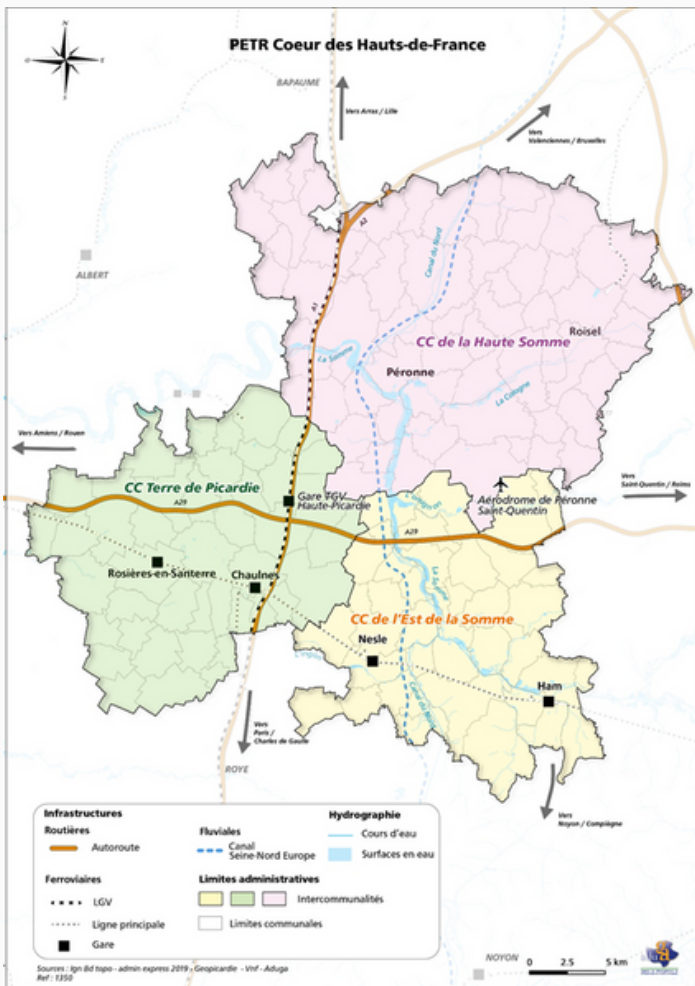 PETR Coeur des Hauts-de-France
N
O
E
S
BAPAUME
Vers Arras / Lille
Vers
Valenciennes / Bruxelles
A2
Canal du Nord
ALBERT
A1
CC de la Haute Somme
Roisel
La Somme
Péronne
La Cologne
Vers Amiens / Rouen
CC Terre de Picardie
Gare TGV
Haute-Picardie
Aérodrome de Péronne
Saint-Quentin
Vers
Saint-Quentin / Reims
A29
A29
La Somme
Rosières-en-Santerre
Chaulnes
CC de l'Est de la Somme
Nesle
L'Ingon
Ham
Canal du Nord
Vers
Paris /
Charles de Gaulle
ROYE
Vers
Noyon / Compiègne
Infrastructures
Routières
Autoroute
Ferroviaires
LGV
Ligne principale
Gare
Fluviales
Canal
Seine-Nord Europe
Hydrographie
Cours d'eau
Surfaces en eau
Limites administratives
Intercommunalités
Limites communales
NOYON
0 2.5 5 km
Sources : Ign Bd topo - admin express 2019 - Geopicardie - Vnf - Aduga
Ref : 1350